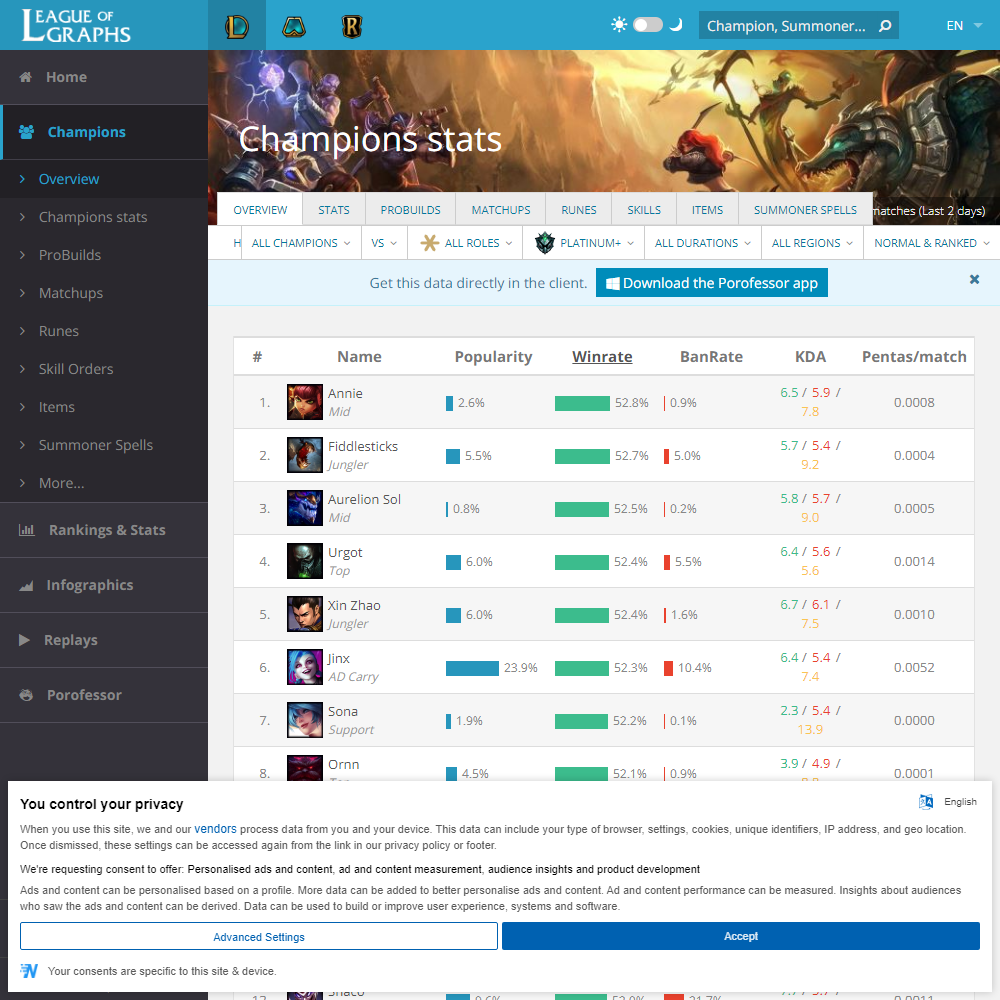 LEAGUE OF GRAPHS
Champion, Summoner...
EN
Home
Champions
Overview
Champions stats
ProBuilds
Matchups
Runes
Skill Orders
Items
Summoner Spells
More...
Rankings & Stats
Infographics
Replays
Porofessor
Champions stats
matches (Last 2 days)
OVERVIEW STATS PROBUILDS MATCHUPS RUNES SKILLS ITEMS SUMMONER SPELLS
H ALL CHAMPIONS VS ALL ROLES PLATINUM+ ALL DURATIONS ALL REGIONS NORMAL & RANKED
Get this data directly in the client. Download the Porofessor app
# Name Popularity Winrate BanRate KDA Pentas/match
1. Annie Mid 2.6% 52.8% 0.9% 6.5 / 5.9 / 7.8 0.0008
2. Fiddlesticks Jungler 5.5% 52.7% 5.0% 5.7 / 5.4 / 9.2 0.0004
3. Aurelion Sol Mid 0.8% 52.5% 0.2% 5.8 / 5.7 / 9.0 0.0005
4. Urgot Top 6.0% 52.4% 5.5% 6.4 / 5.6 / 5.6 0.0014
5. Xin Zhao Jungler 6.0% 52.4% 1.6% 6.7 / 6.1 / 7.5 0.0010
6. Jinx AD Carry 23.9% 52.3% 10.4% 6.4 / 5.4 / 7.4 0.0052
7. Sona Support 1.9% 52.2% 0.1% 2.3 / 5.4 / 13.9 0.0000
8. Ornn 4.5% 52.1% 0.9% 3.9 / 4.9 / 0.0001
You control your privacy
English
When you use this site, we and our vendors process data from you and your device. This data can include your type of browser, settings, cookies, unique identifiers, IP address, and geo location.
Once dismissed, these settings can be accessed again from the link in our privacy policy or footer.
We're requesting consent to offer: Personalised ads and content, ad and content measurement, audience insights and product development
Ads and content can be personalised based on a profile. More data can be added to better personalise ads and content. Ad and content performance can be measured. Insights about audiences
who saw the ads and content can be derived. Data can be used to build or improve user experience, systems and software.
Advanced Settings
Accept
Your consents are specific to this site & device.